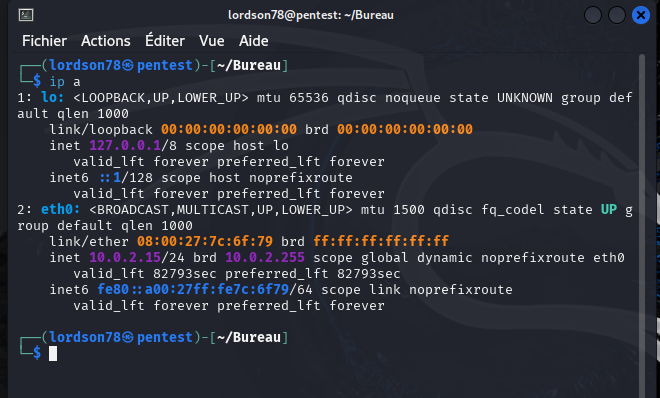 lordson78@pentest: ~/Bureau
Fichier Actions Éditer Vue Aide
┌──(lordson78㉿pentest)-[~/Bureau]
└─$ ip a
1: lo: <LOOPBACK,UP,LOWER_UP> mtu 65536 qdisc noqueue state UNKNOWN group def
ault qlen 1000
    link/loopback 00:00:00:00:00:00 brd 00:00:00:00:00:00
    inet 127.0.0.1/8 scope host lo
       valid_lft forever preferred_lft forever
    inet6 ::1/128 scope host noprefixroute
       valid_lft forever preferred_lft forever
2: eth0: <BROADCAST,MULTICAST,UP,LOWER_UP> mtu 1500 qdisc fq_codel state UP g
roup default qlen 1000
    link/ether 08:00:27:7c:6f:79 brd ff:ff:ff:ff:ff:ff
    inet 10.0.2.15/24 brd 10.0.2.255 scope global dynamic noprefixroute eth0
       valid_lft 82793sec preferred_lft 82793sec
    inet6 fe80::a00:27ff:fe7c:6f79/64 scope link noprefixroute
       valid_lft forever preferred_lft forever
┌──(lordson78㉿pentest)-[~/Bureau]
└─$